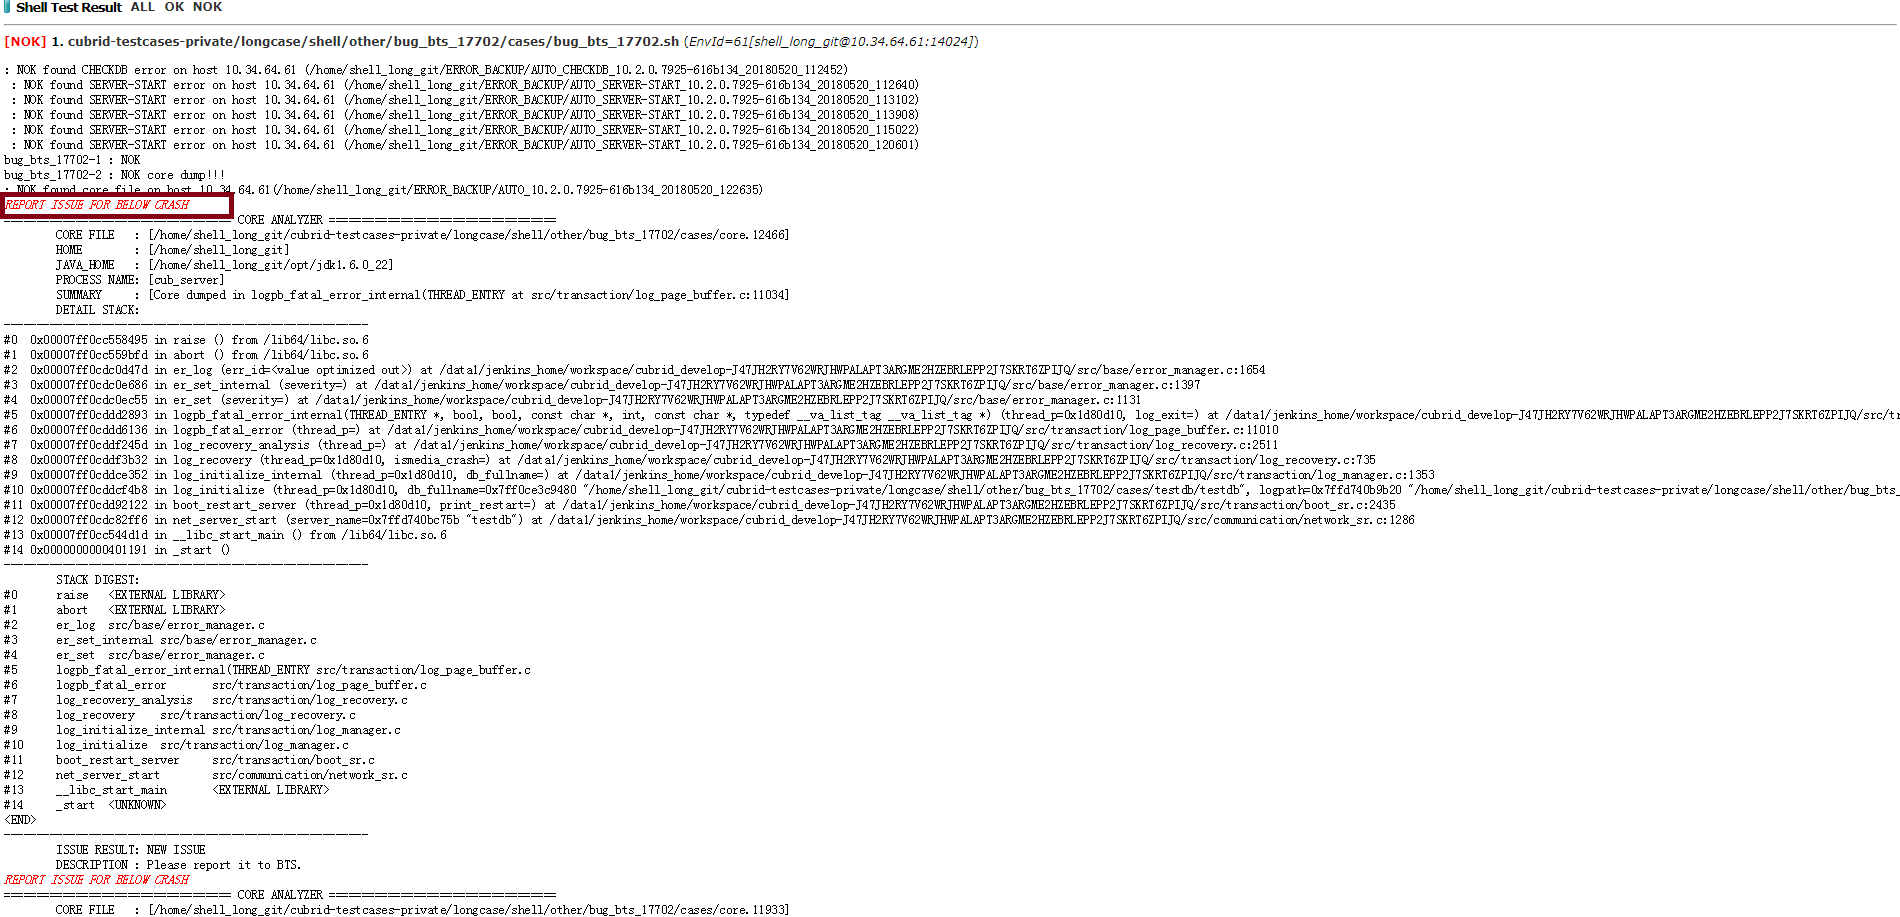 Shell Test Result ALL OK NOK
[NOK] 1. cubrid-testcases-private/longcase/shell/other/bug_bts_17702/cases/bug_bts_17702.sh (EnvId=61[shell_long_git@10.34.64.61:14024])
: NOK found CHECKDB error on host 10.34.64.61 (/home/shell_long_git/ERROR_BACKUP/AUTO_CHECKDB_10.2.0.7925-616b134_20180520_112452)
: NOK found SERVER-START error on host 10.34.64.61 (/home/shell_long_git/ERROR_BACKUP/AUTO_SERVER-START_10.2.0.7925-616b134_20180520_112640)
: NOK found SERVER-START error on host 10.34.64.61 (/home/shell_long_git/ERROR_BACKUP/AUTO_SERVER-START_10.2.0.7925-616b134_20180520_113102)
: NOK found SERVER-START error on host 10.34.64.61 (/home/shell_long_git/ERROR_BACKUP/AUTO_SERVER-START_10.2.0.7925-616b134_20180520_113908)
: NOK found SERVER-START error on host 10.34.64.61 (/home/shell_long_git/ERROR_BACKUP/AUTO_SERVER-START_10.2.0.7925-616b134_20180520_115022)
: NOK found SERVER-START error on host 10.34.64.61 (/home/shell_long_git/ERROR_BACKUP/AUTO_SERVER-START_10.2.0.7925-616b134_20180520_120601)
bug_bts_17702-1 : NOK
bug_bts_17702-2 : NOK core dump!!!
: NOK found core file on host 10.34.64.61(/home/shell_long_git/ERROR_BACKUP/AUTO_10.2.0.7925-616b134_20180520_122635)
REPORT ISSUE FOR BELOW CRASH
=================================== CORE ANALYZER ===================================
CORE FILE : [/home/shell_long_git/cubrid-testcases-private/longcase/shell/other/bug_bts_17702/cases/core.12466]
HOME : [/home/shell_long_git]
JAVA_HOME : [/home/shell_long_git/opt/jdk1.6.0_22]
PROCESS NAME: [cub_server]
SUMMARY : [Core dumped in logpb_fatal_error_internal(THREAD_ENTRY at src/transaction/log_page_buffer.c:11034]
DETAIL STACK:
--------------------------------------------------------
#0 0x00007ff0cc558495 in raise () from /lib64/libc.so.6
#1 0x00007ff0cc559bfd in abort () from /lib64/libc.so.6
#2 0x00007ff0cdc0d47d in er_log (err_id=<value optimized out>) at /data1/jenkins_home/workspace/cubrid_develop-J47JH2RY7V62WRJHWPALAPT3ARGME2HZEBRLEPP2J7SKRT6ZPIJQ/src/base/error_manager.c:1654
#3 0x00007ff0cdc0e686 in er_set_internal (severity=) at /data1/jenkins_home/workspace/cubrid_develop-J47JH2RY7V62WRJHWPALAPT3ARGME2HZEBRLEPP2J7SKRT6ZPIJQ/src/base/error_manager.c:1397
#4 0x00007ff0cdc0ec55 in er_set (severity=) at /data1/jenkins_home/workspace/cubrid_develop-J47JH2RY7V62WRJHWPALAPT3ARGME2HZEBRLEPP2J7SKRT6ZPIJQ/src/base/error_manager.c:1131
#5 0x00007ff0cddd2893 in logpb_fatal_error_internal(THREAD_ENTRY *, bool, bool, const char *, int, const char *, typedef __va_list_tag __va_list_tag *) (thread_p=0x1d80d10, log_exit=) at /data1/jenkins_home/workspace/cubrid_develop-J47JH2RY7V62WRJHWPALAPT3ARGME2HZEBRLEPP2J7SKRT6ZPIJQ/src/tr
#6 0x00007ff0cddd6136 in logpb_fatal_error (thread_p=) at /data1/jenkins_home/workspace/cubrid_develop-J47JH2RY7V62WRJHWPALAPT3ARGME2HZEBRLEPP2J7SKRT6ZPIJQ/src/transaction/log_page_buffer.c:11010
#7 0x00007ff0cddf245d in log_recovery_analysis (thread_p=) at /data1/jenkins_home/workspace/cubrid_develop-J47JH2RY7V62WRJHWPALAPT3ARGME2HZEBRLEPP2J7SKRT6ZPIJQ/src/transaction/log_recovery.c:2511
#8 0x00007ff0cddf3b32 in log_recovery (thread_p=0x1d80d10, ismedia_crash=) at /data1/jenkins_home/workspace/cubrid_develop-J47JH2RY7V62WRJHWPALAPT3ARGME2HZEBRLEPP2J7SKRT6ZPIJQ/src/transaction/log_recovery.c:735
#9 0x00007ff0cddce352 in log_initialize_internal (thread_p=0x1d80d10, db_fullname=) at /data1/jenkins_home/workspace/cubrid_develop-J47JH2RY7V62WRJHWPALAPT3ARGME2HZEBRLEPP2J7SKRT6ZPIJQ/src/transaction/log_manager.c:1353
#10 0x00007ff0cddcf4b8 in log_initialize (thread_p=0x1d80d10, db_fullname=0x7ff0ce3c9480 "/home/shell_long_git/cubrid-testcases-private/longcase/shell/other/bug_bts_17702/cases/testdb/testdb", logpath=0x7ffd740b9b20 "/home/shell_long_git/cubrid-testcases-private/longcase/shell/other/bug_bts_
#11 0x00007ff0cdd92122 in boot_restart_server (thread_p=0x1d80d10, print_restart=) at /data1/jenkins_home/workspace/cubrid_develop-J47JH2RY7V62WRJHWPALAPT3ARGME2HZEBRLEPP2J7SKRT6ZPIJQ/src/transaction/boot_sr.c:2435
#12 0x00007ff0cdc82ff6 in net_server_start (server_name=0x7ffd740bc75b "testdb") at /data1/jenkins_home/workspace/cubrid_develop-J47JH2RY7V62WRJHWPALAPT3ARGME2HZEBRLEPP2J7SKRT6ZPIJQ/src/communication/network_sr.c:1286
#13 0x00007ff0cc544d1d in __libc_start_main () from /lib64/libc.so.6
#14 0x0000000000401191 in _start ()
--------------------------------------------------------
STACK DIGEST:
#0 raise <EXTERNAL LIBRARY>
#1 abort <EXTERNAL LIBRARY>
#2 er_log src/base/error_manager.c
#3 er_set_internal src/base/error_manager.c
#4 er_set src/base/error_manager.c
#5 logpb_fatal_error_internal(THREAD_ENTRY src/transaction/log_page_buffer.c
#6 logpb_fatal_error src/transaction/log_page_buffer.c
#7 log_recovery_analysis src/transaction/log_recovery.c
#8 log_recovery src/transaction/log_recovery.c
#9 log_initialize_internal src/transaction/log_manager.c
#10 log_initialize src/transaction/log_manager.c
#11 boot_restart_server src/transaction/boot_sr.c
#12 net_server_start src/communication/network_sr.c
#13 __libc_start_main <EXTERNAL LIBRARY>
#14 _start <UNKNOWN>
<END>
--------------------------------------------------------
ISSUE RESULT: NEW ISSUE
DESCRIPTION : Please report it to BTS.
REPORT ISSUE FOR BELOW CRASH
=================================== CORE ANALYZER ===================================
CORE FILE : [/home/shell_long_git/cubrid-testcases-private/longcase/shell/other/bug_bts_17702/cases/core.11933]